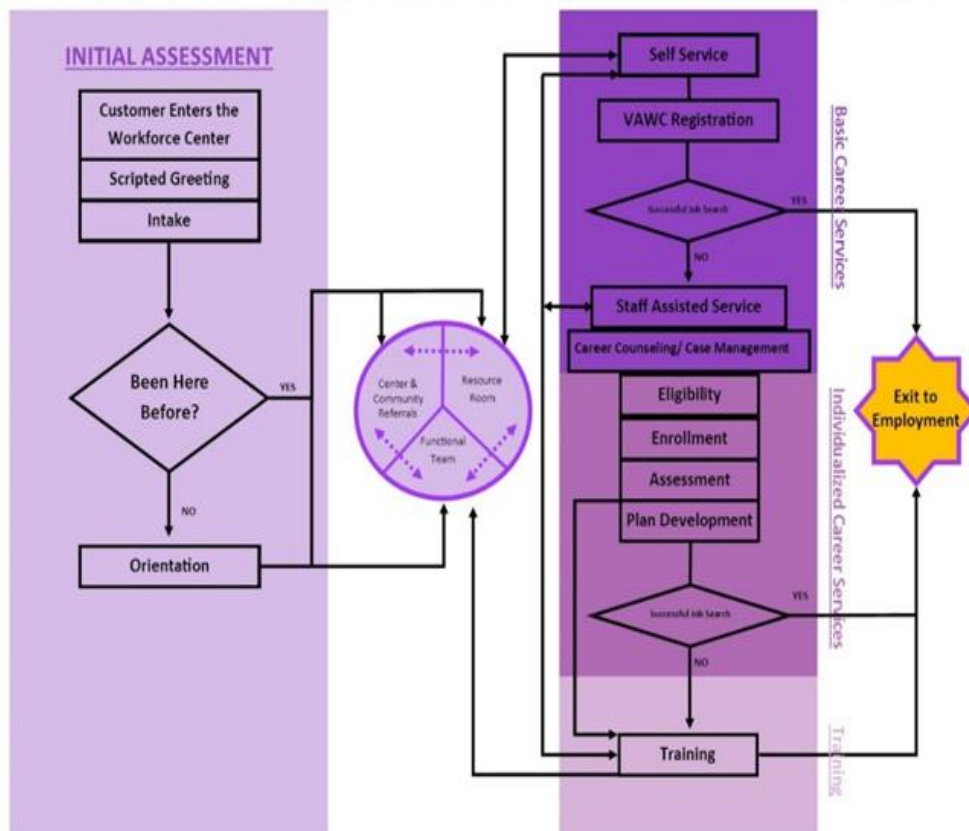 INITIAL ASSESSMENT
Customer Enters the
Workforce Center
Scripted Greeting
Intake
Been Here
Before?
YES
NO
Orientation
Center &
Community
Referrals
Resource
Room
Functional
Team
Self Service
VAWC Registration
Successful Job Search
YES
NO
Staff Assisted Service
Career Counseling/ Case Management
Eligibility
Enrollment
Assessment
Plan Development
Successful Job Search
YES
NO
Training
Basic Career Services
Individualized Career Services
Training
Exit to
Employment